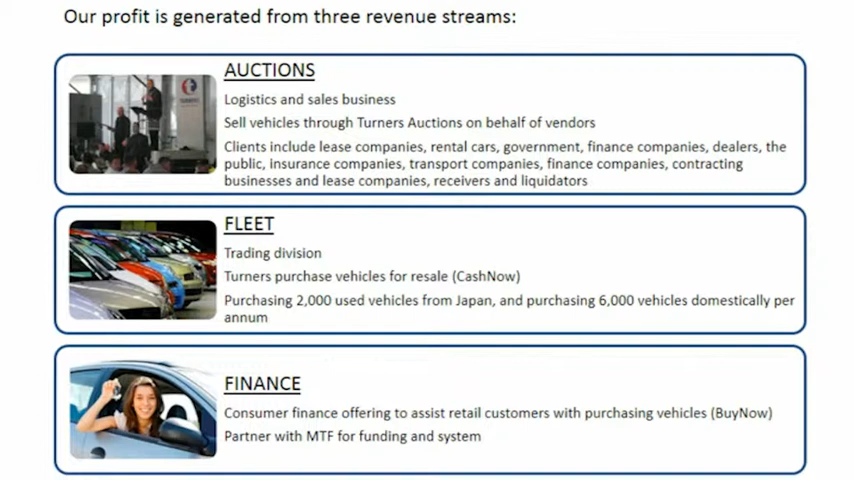 Our profit is generated from three revenue streams:
AUCTIONS
Logistics and sales business
Sell vehicles through Turners Auctions on behalf of vendors
Clients include lease companies, rental cars, government, finance companies, dealers, the
public, insurance companies, transport companies, finance companies, contracting
businesses and lease companies, receivers and liquidators
TURNERS
FLEET
Trading division
Turners purchase vehicles for resale (CashNow)
Purchasing 2,000 used vehicles from Japan, and purchasing 6,000 vehicles domestically per
annum
FINANCE
Consumer finance offering to assist retail customers with purchasing vehicles (BuyNow)
Partner with MTF for funding and system